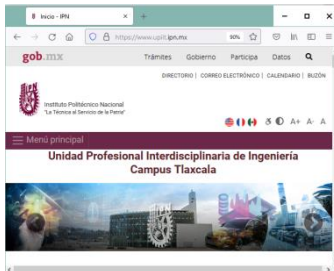 Inicio - IPN
https://www.upiit.ipn.mx
90%
gob.mx
Trámites Gobierno Participa Datos
DIRECTORIO | CORREO ELECTRÓNICO | CALENDARIO | BUZÓN
Instituto Politécnico Nacional
"La Técnica al Servicio de la Patria"
A+ A- A
Menú principal
Unidad Profesional Interdisciplinaria de Ingeniería
Campus Tlaxcala